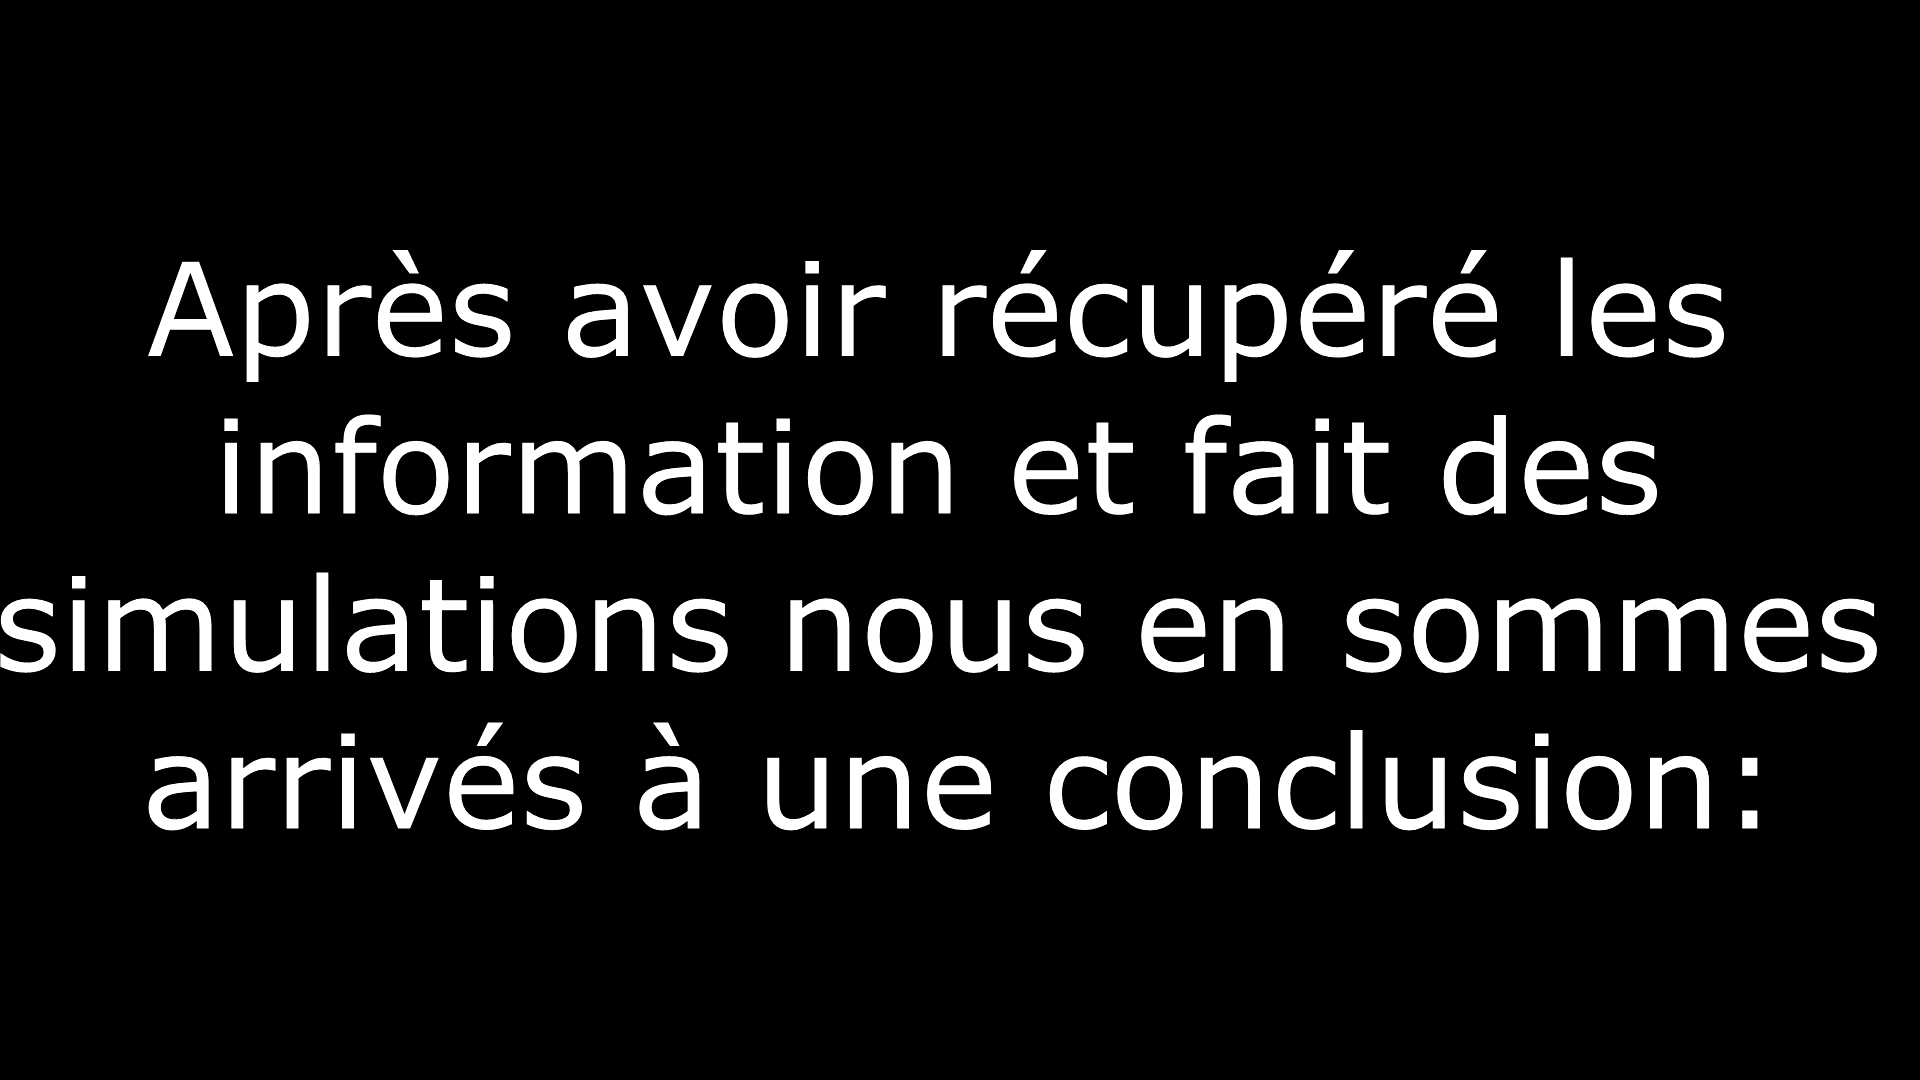 Après avoir récupéré les
information et fait des
simulations nous en sommes
arrivés à une conclusion: